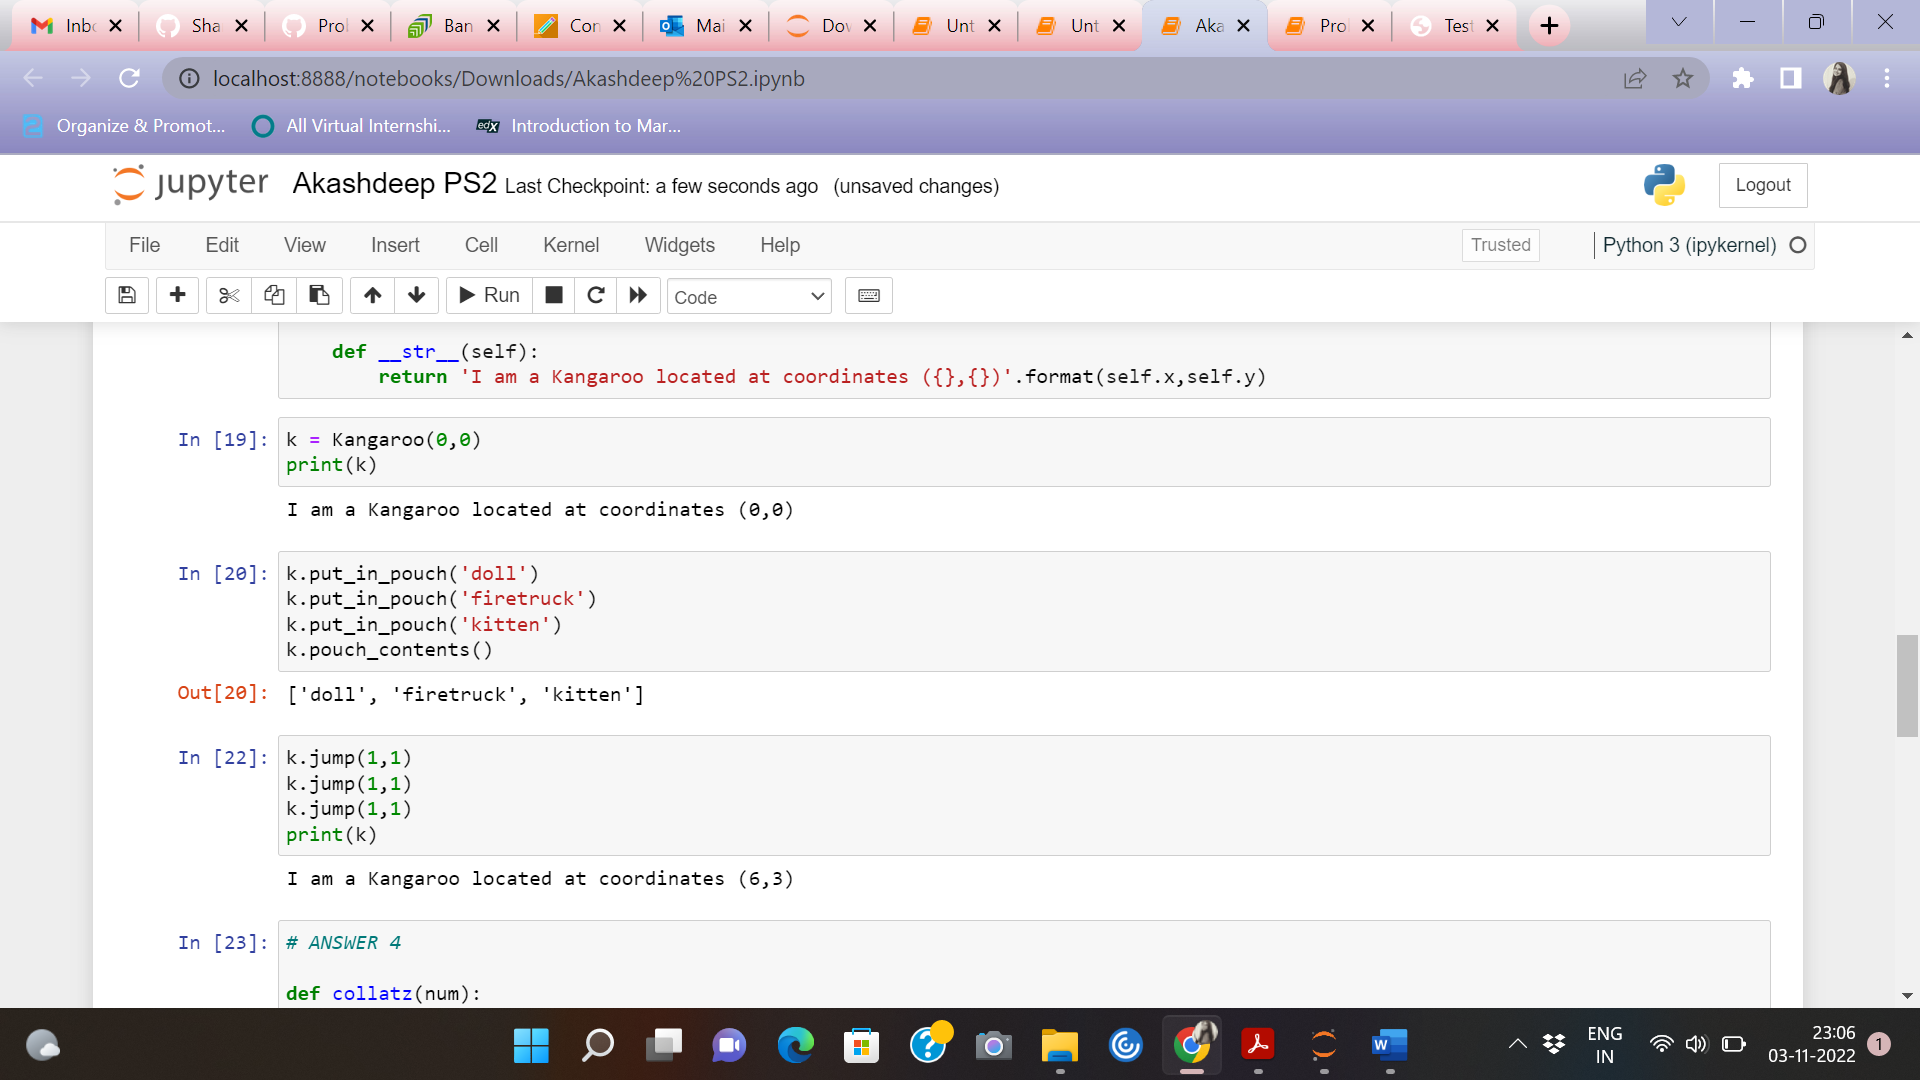 Inbc Sha Prol Ban Con Mai Dov Unt Unt Aka Pro Test
localhost:8888/notebooks/Downloads/Akashdeep%20PS2.ipynb
Organize & Promot... All Virtual Internshi... edX Introduction to Mar...
jupyter Akashdeep PS2 Last Checkpoint: a few seconds ago (unsaved changes) Logout
File Edit View Insert Cell Kernel Widgets Help Trusted Python 3 (ipykernel)
Run Code
def __str__(self):
return 'I am a Kangaroo located at coordinates ({},{})'.format(self.x,self.y)
In [19]: k = Kangaroo(0,0)
print(k)
I am a Kangaroo located at coordinates (0,0)
In [20]: k.put_in_pouch('doll')
k.put_in_pouch('firetruck')
k.put_in_pouch('kitten')
k.pouch_contents()
Out[20]: ['doll', 'firetruck', 'kitten']
In [22]: k.jump(1,1)
k.jump(1,1)
k.jump(1,1)
print(k)
I am a Kangaroo located at coordinates (6,3)
In [23]: # ANSWER 4
def collatz(num):
ENG 23:06
IN 03-11-2022 1